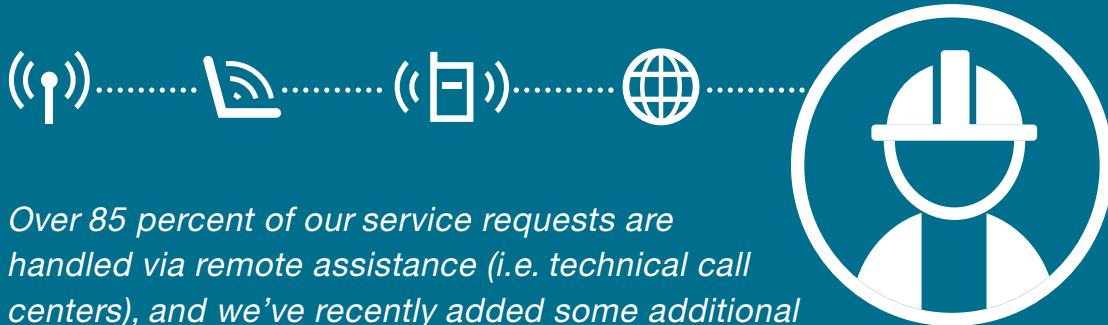 Over 85 percent of our service requests are
handled via remote assistance (i.e. technical call
centers), and we’ve recently added some additional